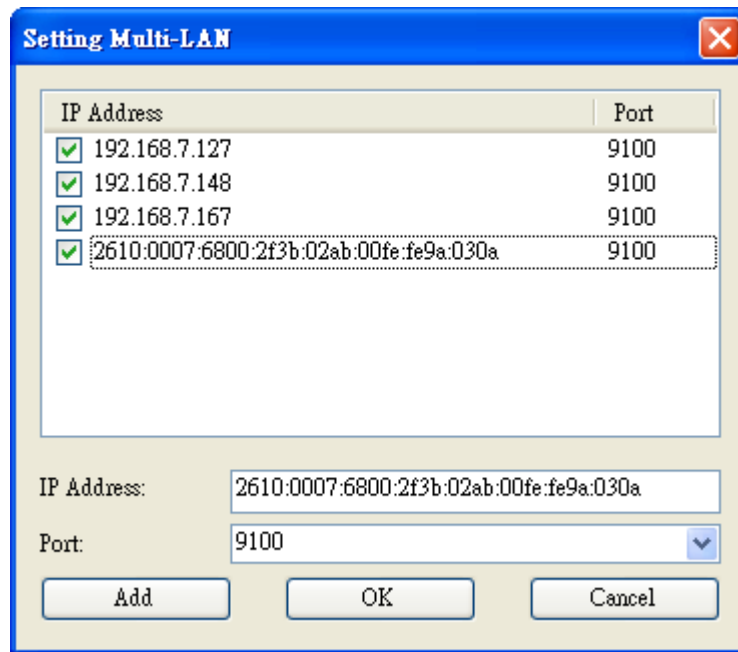 Setting Multi-LAN
IP Address Port
192.168.7.127 9100
192.168.7.148 9100
192.168.7.167 9100
2610:0007:6800:2f3b:02ab:00fe:fe9a:030a 9100
IP Address: 2610:0007:6800:2f3b:02ab:00fe:fe9a:030a
Port: 9100
Add OK Cancel